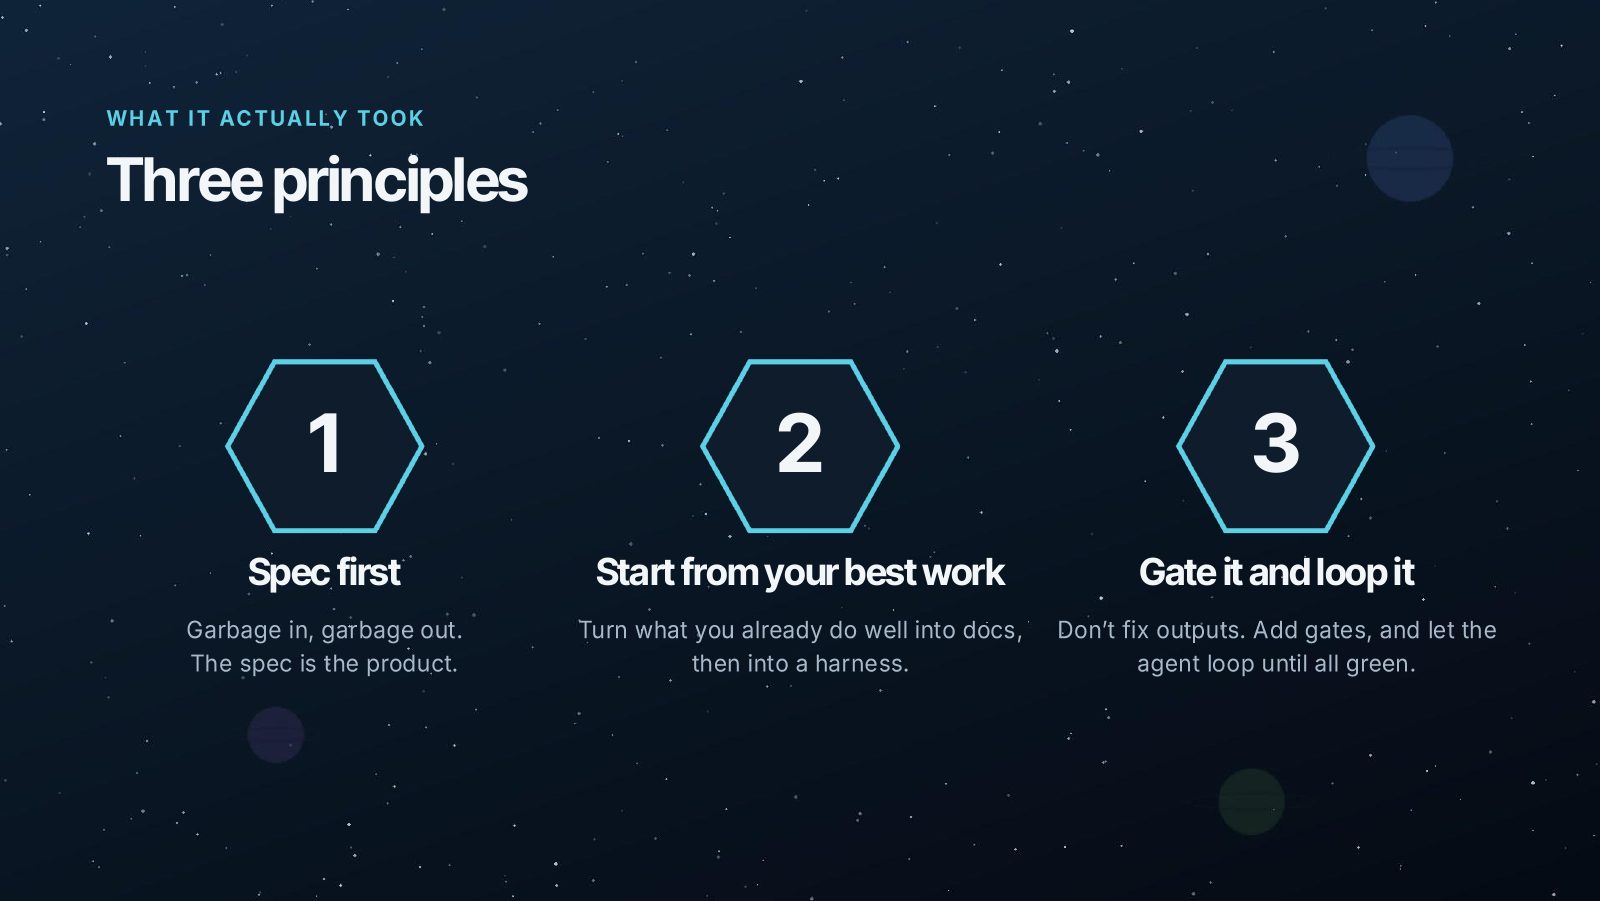 WHAT IT ACTUALLY TOOK
Three principles
1
2
3
Spec first
Start from your best work
Gate it and loop it
Garbage in, garbage out.
The spec is the product.
Turn what you already do well into docs,
then into a harness.
Don’t fix outputs. Add gates, and let the
agent loop until all green.